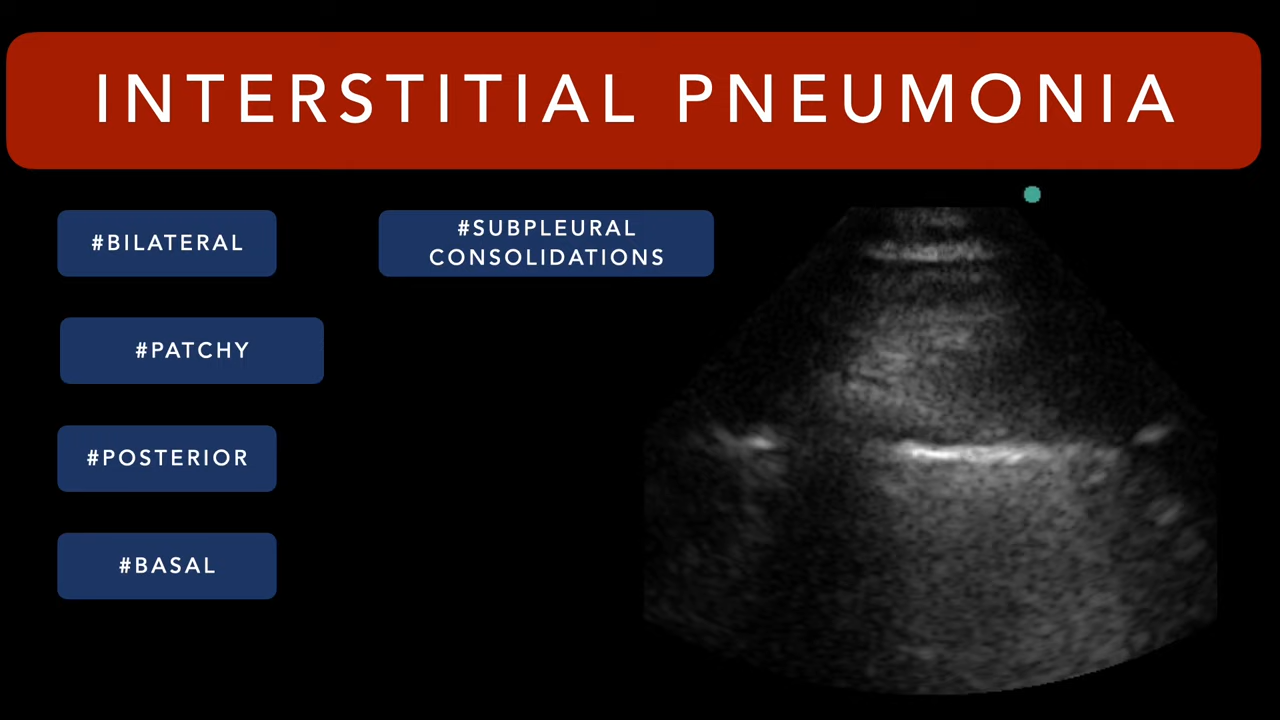 INTERSTITIAL PNEUMONIA
#BILATERAL
#SUBPLEURAL
CONSOLIDATIONS
#PATCHY
#POSTERIOR
#BASAL